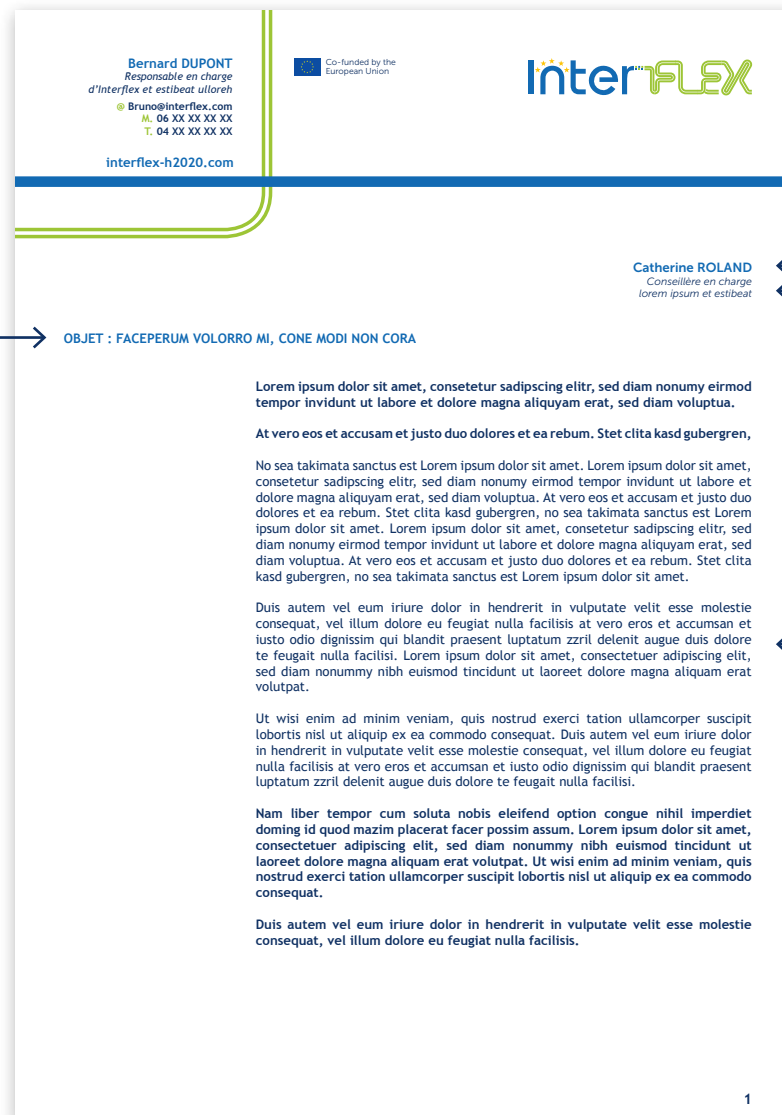 Bernard DUPONT
Responsable en charge
d'Interflex et estibeat ulloreh
@ Bruno@interflex.com
M. 06 XX XX XX XX
T. 04 XX XX XX XX
interflex-h2020.com
Co-funded by the
European Union
InterFLEX
Catherine ROLAND
Conseillère en charge
lorem ipsum et estibeat
OBJET : FACEPERUM VOLORRO MI, CONE MODI NON CORA
Lorem ipsum dolor sit amet, consetetur sadipscing elitr, sed diam nonumy eirmod
tempor invidunt ut labore et dolore magna aliquyam erat, sed diam voluptua.
At vero eos et accusam et justo duo dolores et ea rebum. Stet clita kasd gubergren,
No sea takimata sanctus est Lorem ipsum dolor sit amet. Lorem ipsum dolor sit amet,
consetetur sadipscing elitr, sed diam nonumy eirmod tempor invidunt ut labore et
dolore magna aliquyam erat, sed diam voluptua. At vero eos et accusam et justo duo
dolores et ea rebum. Stet clita kasd gubergren, no sea takimata sanctus est Lorem
ipsum dolor sit amet. Lorem ipsum dolor sit amet, consetetur sadipscing elitr, sed
diam nonumy eirmod tempor invidunt ut labore et dolore magna aliquyam erat, sed
diam voluptua. At vero eos et accusam et justo duo dolores et ea rebum. Stet clita
kasd gubergren, no sea takimata sanctus est Lorem ipsum dolor sit amet.
Duis autem vel eum iriure dolor in hendrerit in vulputate velit esse molestie
consequat, vel illum dolore eu feugiat nulla facilisis at vero eros et accumsan et
iusto odio dignissim qui blandit praesent luptatum zzril delenit augue duis dolore
te feugait nulla facilisi. Lorem ipsum dolor sit amet, consectetuer adipiscing elit,
sed diam nonummy nibh euismod tincidunt ut laoreet dolore magna aliquam erat
volutpat.
Ut wisi enim ad minim veniam, quis nostrud exerci tation ullamcorper suscipit
lobortis nisl ut aliquip ex ea commodo consequat. Duis autem vel eum iriure dolor
in hendrerit in vulputate velit esse molestie consequat, vel illum dolore eu feugiat
nulla facilisis at vero eros et accumsan et iusto odio dignissim qui blandit praesent
luptatum zzril delenit augue duis dolore te feugait nulla facilisi.
Nam liber tempor cum soluta nobis eleifend option congue nihil imperdiet
doming id quod mazim placerat facer possim assum. Lorem ipsum dolor sit amet,
consectetuer adipiscing elit, sed diam nonummy nibh euismod tincidunt ut
laoreet dolore magna aliquam erat volutpat. Ut wisi enim ad minim veniam, quis
nostrud exerci tation ullamcorper suscipit lobortis nisl ut aliquip ex ea commodo
consequat.
Duis autem vel eum iriure dolor in hendrerit in vulputate velit esse molestie
consequat, vel illum dolore eu feugiat nulla facilisis.
1